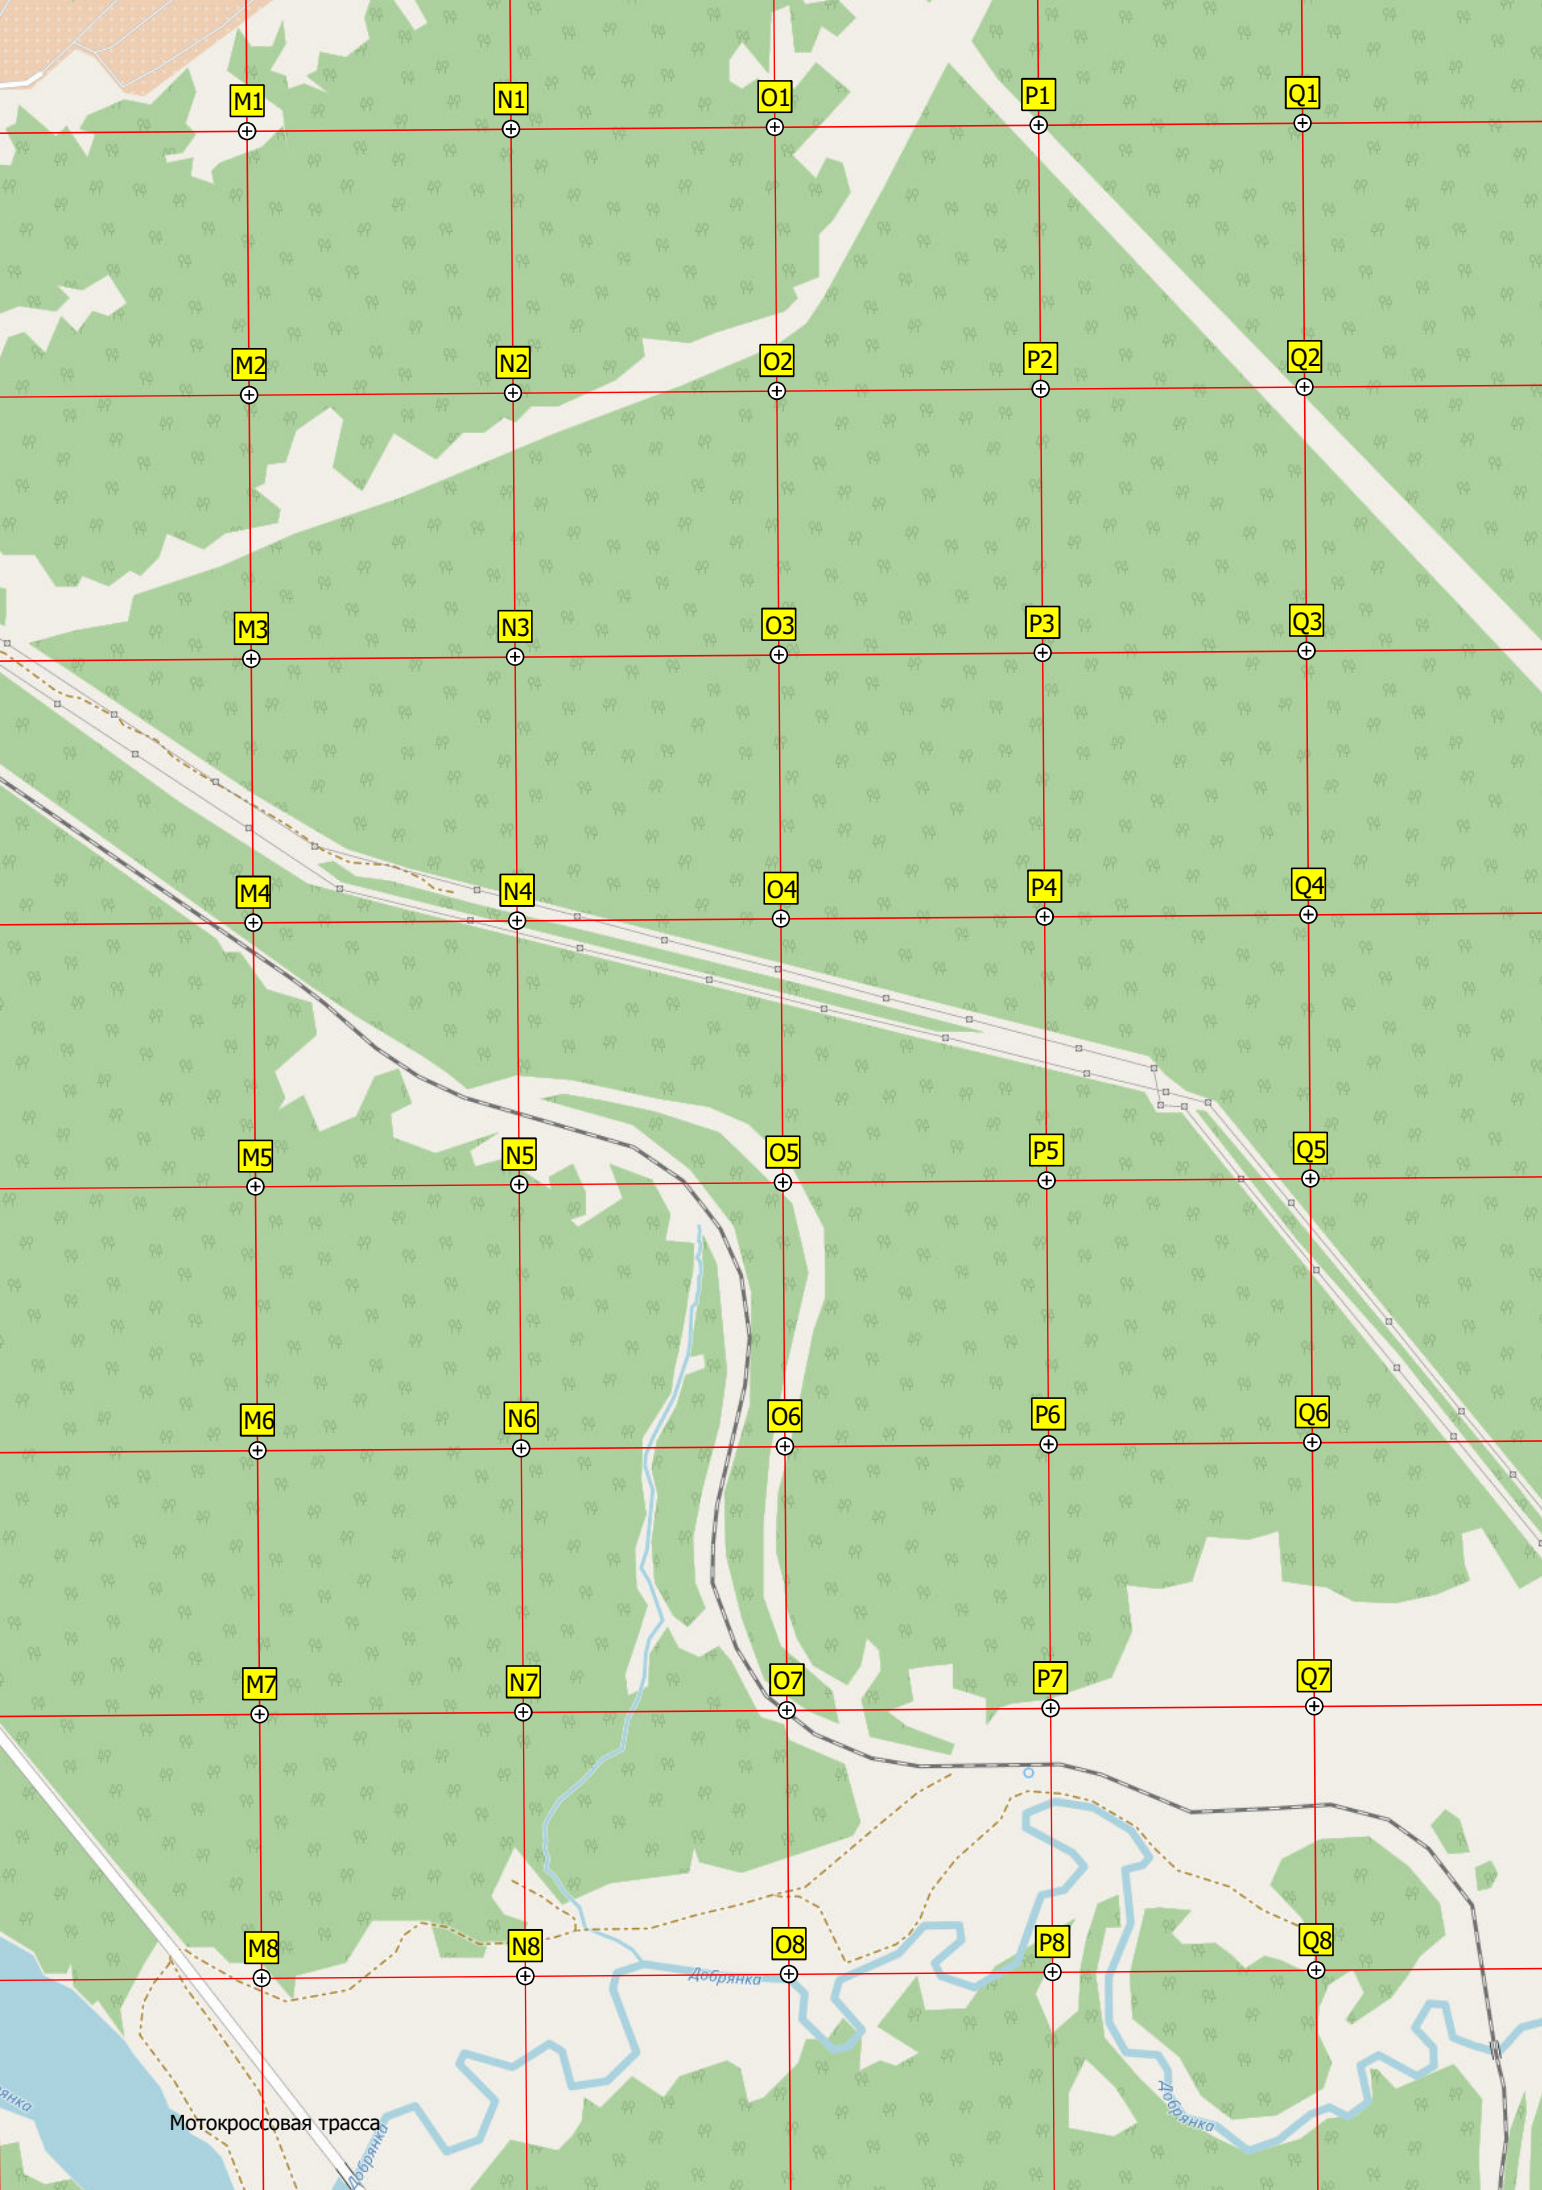 M1 N1 O1 P1 Q1
M2 N2 O2 P2 Q2
M3 N3 O3 P3 Q3
M4 N4 O4 P4 Q4
M5 N5 O5 P5 Q5
M6 N6 O6 P6 Q6
M7 N7 O7 P7 Q7
M8 N8 O8 P8 Q8
Добрянка
Добрянка
Мотокроссовая трасса
Добрянка